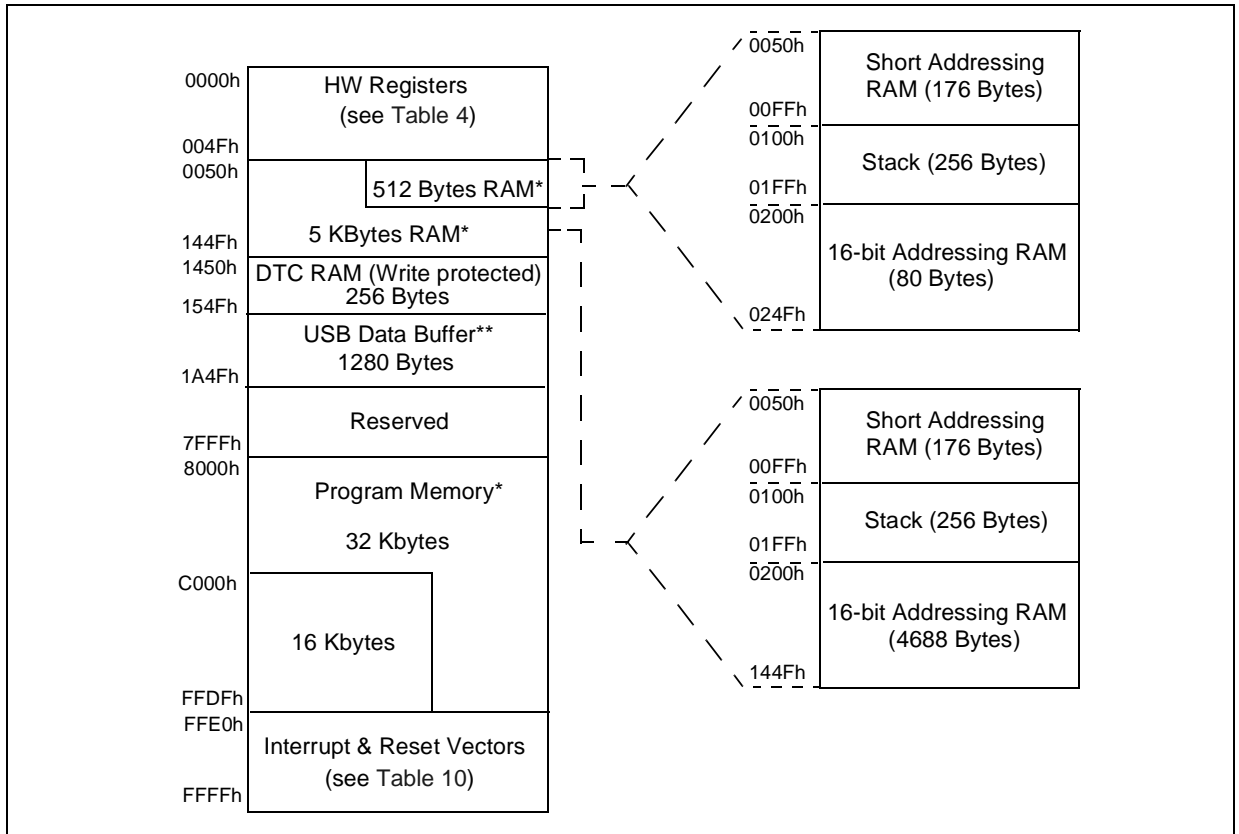 0000h
HW Registers
(see Table 4)
004Fh
0050h
512 Bytes RAM*
5 KBytes RAM*
144Fh
1450h
DTC RAM (Write protected)
256 Bytes
154Fh
USB Data Buffer**
1280 Bytes
1A4Fh
Reserved
7FFFh
8000h
Program Memory*
32 Kbytes
C000h
16 Kbytes
FFDFh
FFE0h
Interrupt & Reset Vectors
(see Table 10)
FFFFh
0050h
Short Addressing
RAM (176 Bytes)
00FFh
0100h
Stack (256 Bytes)
01FFh
0200h
16-bit Addressing RAM
(80 Bytes)
024Fh
0050h
Short Addressing
RAM (176 Bytes)
00FFh
0100h
Stack (256 Bytes)
01FFh
0200h
16-bit Addressing RAM
(4688 Bytes)
144Fh